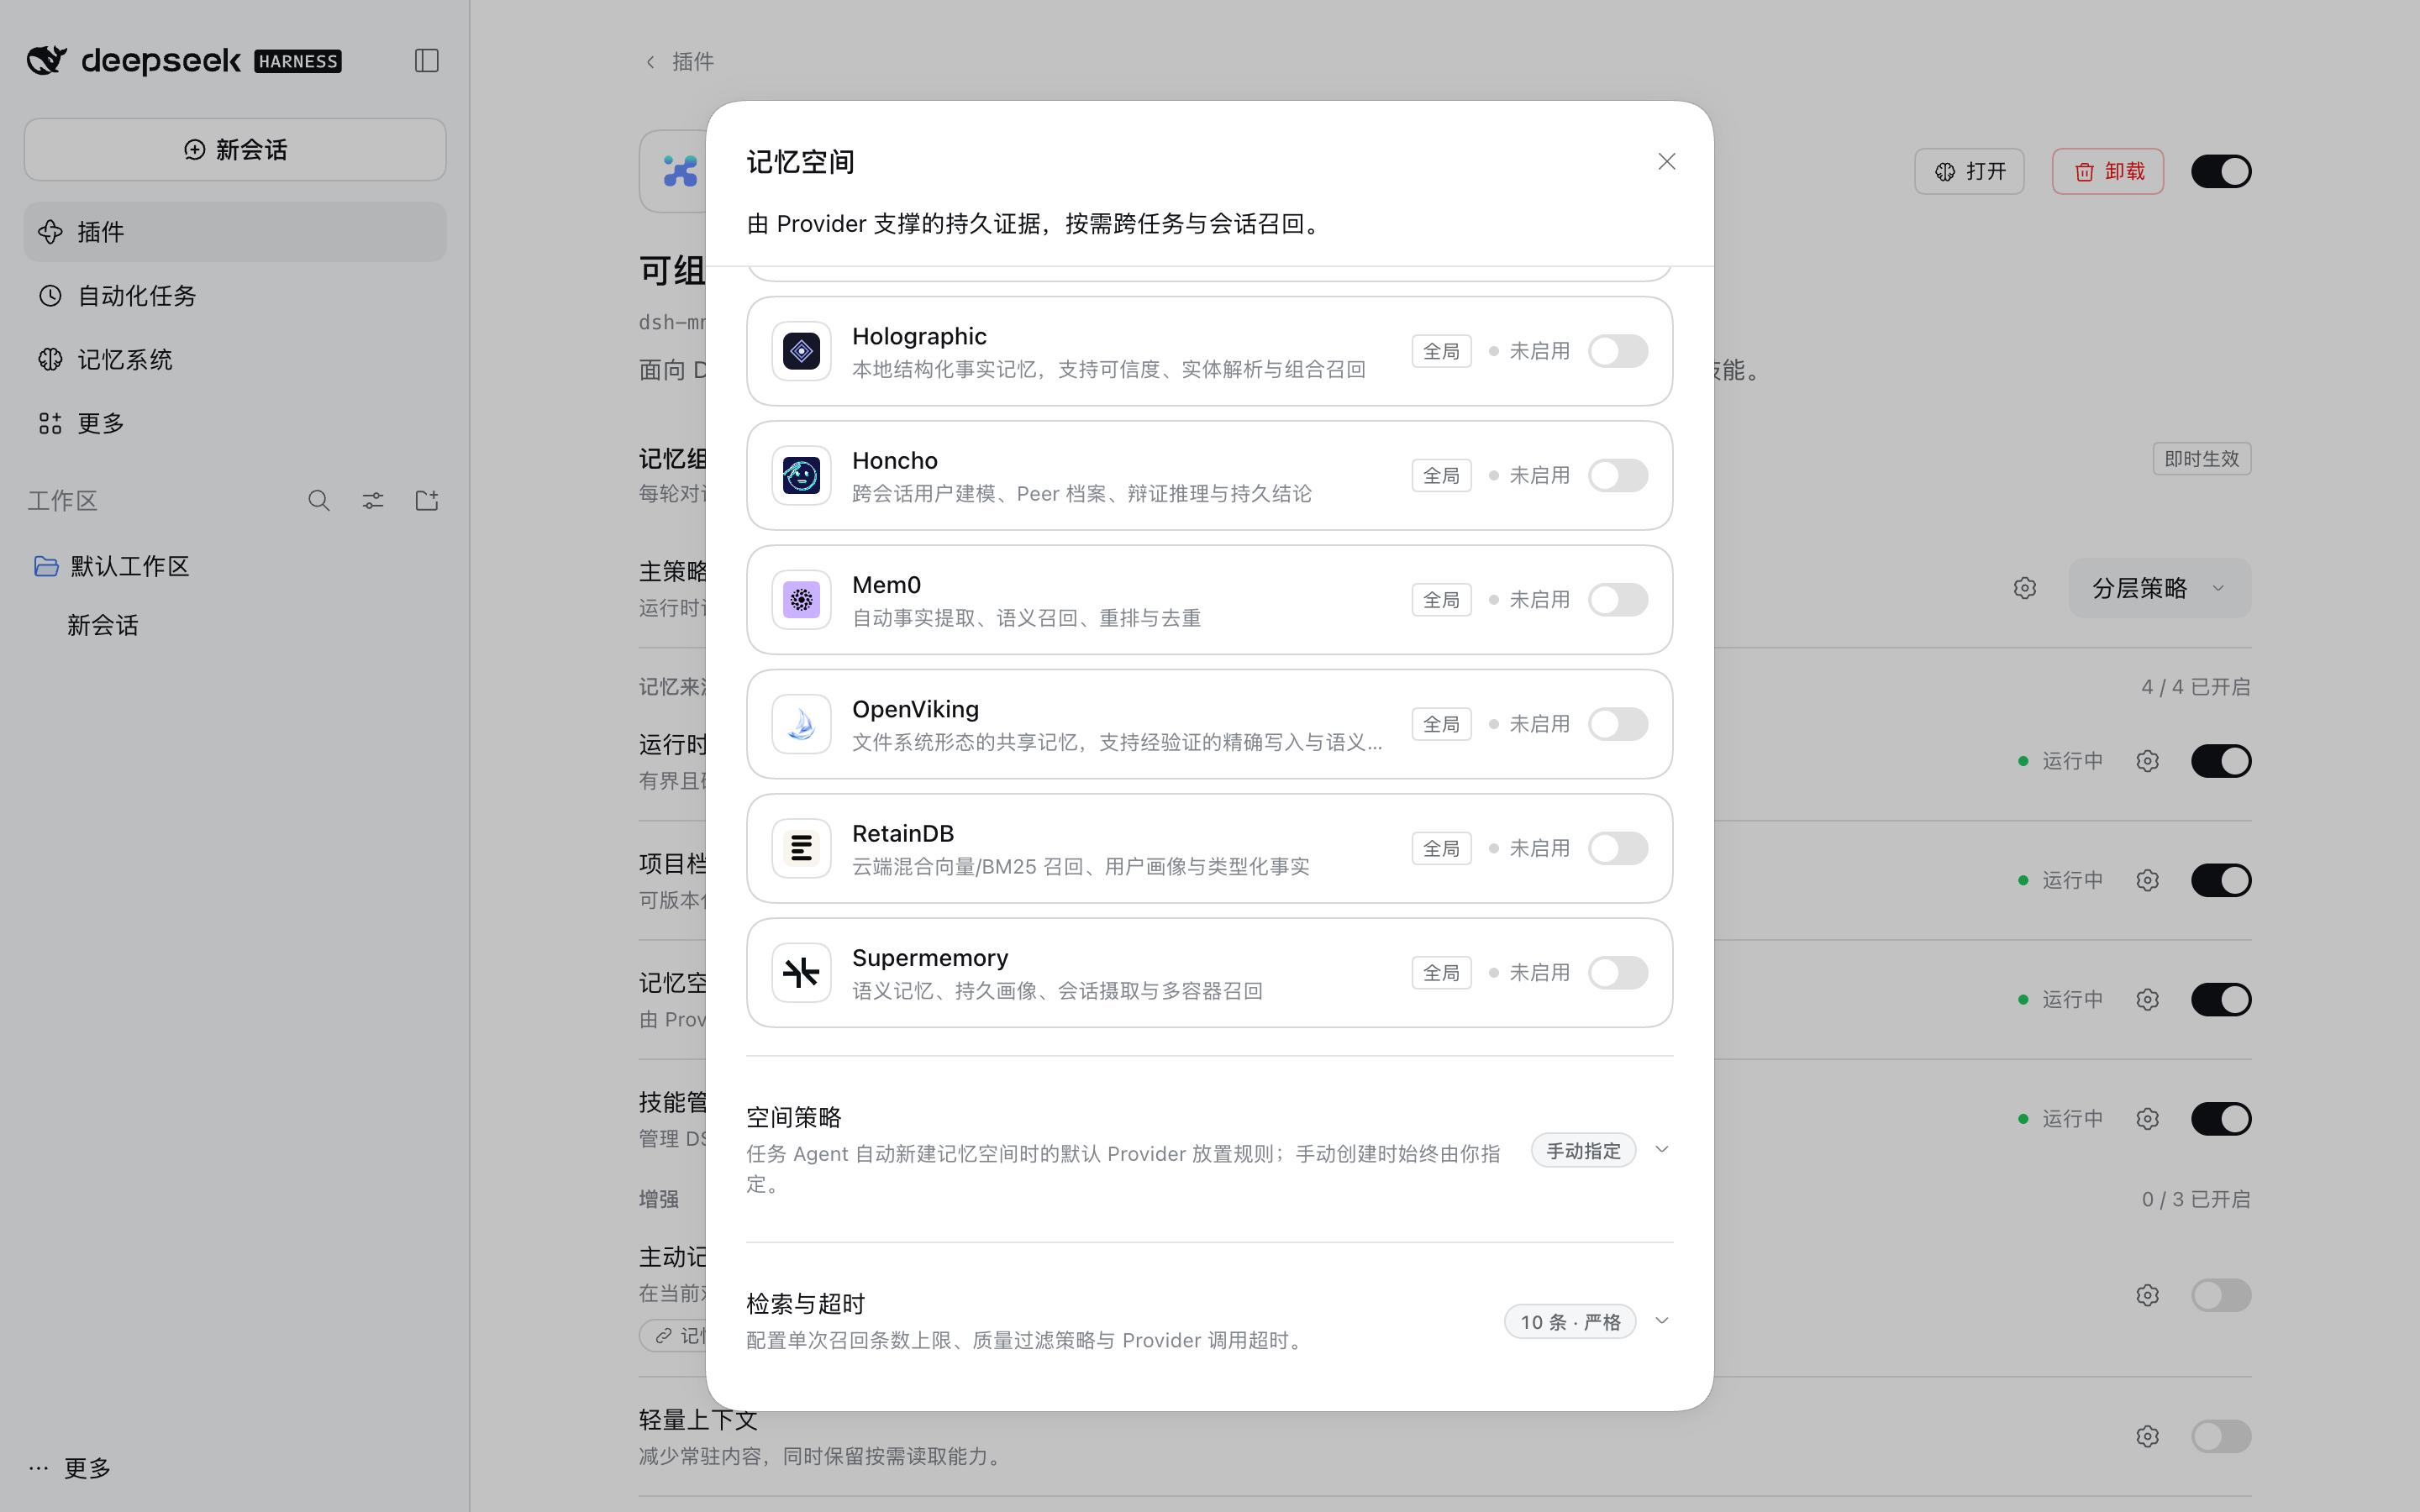 deepseek HARNESS
新会话
插件
自动化任务
记忆系统
更多
工作区
默认工作区
新会话
更多
插件
打开
卸载
可组
dsh-mn
面向 D
技能。
记忆组
每轮对
即时生效
主策略
运行时
分层策略
记忆来
4 / 4 已开启
运行时
有界且
运行中
项目档
可版本
运行中
记忆空
由 Prov
运行中
技能管
管理 DS
运行中
增强
0 / 3 已开启
主动记
在当前
记忆
轻量上下文
减少常驻内容，同时保留按需读取能力。
记忆空间
由 Provider 支撑的持久证据，按需跨任务与会话召回。
Holographic
本地结构化事实记忆，支持可信度、实体解析与组合召回
全局
未启用
Honcho
跨会话用户建模、Peer 档案、辩证推理与持久结论
全局
未启用
Mem0
自动事实提取、语义召回、重排与去重
全局
未启用
OpenViking
文件系统形态的共享记忆，支持经验证的精确写入与语义...
全局
未启用
RetainDB
云端混合向量/BM25 召回、用户画像与类型化事实
全局
未启用
Supermemory
语义记忆、持久画像、会话摄取与多容器召回
全局
未启用
空间策略
任务 Agent 自动新建记忆空间时的默认 Provider 放置规则；手动创建时始终由你指
定。
手动指定
检索与超时
配置单次召回条数上限、质量过滤策略与 Provider 调用超时。
10 条 · 严格